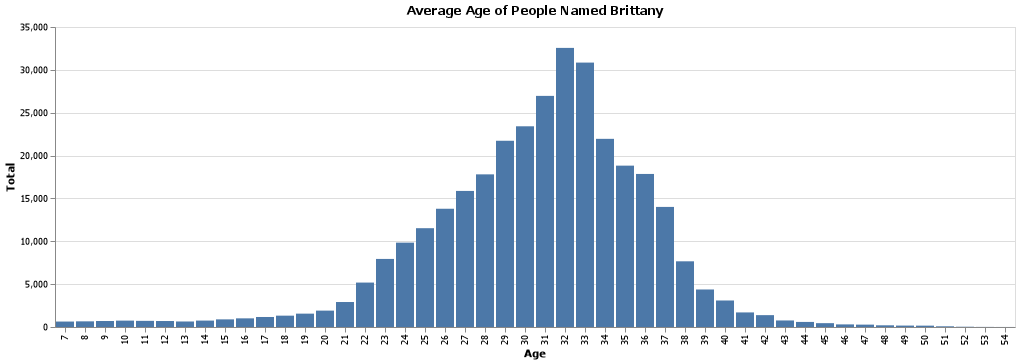 Average Age of People Named Brittany
35,000
30,000
25,000
20,000
15,000
10,000
5,000
0
Total
7 8 9 10 11 12 13 14 15 16 17 18 19 20 21 22 23 24 25 26 27 28 29 30 31 32 33 34 35 36 37 38 39 40 41 42 43 44 45 46 47 48 49 50 51 52 53 54
Age